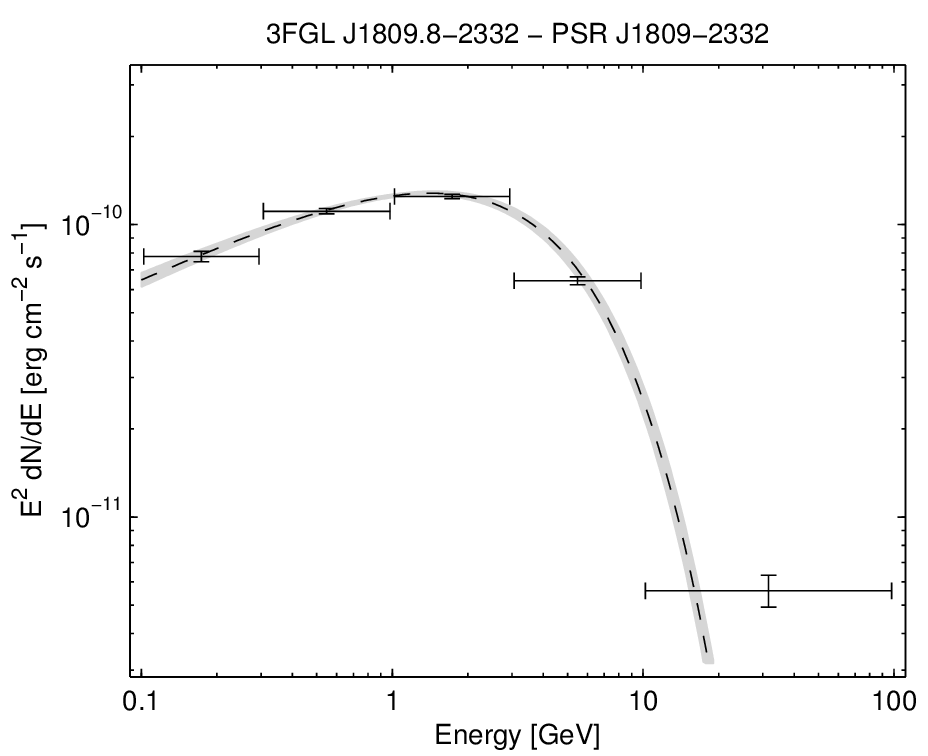 3FGL J1809.8−2332 − PSR J1809−2332
E² dN/dE [erg cm⁻² s⁻¹]
10⁻¹⁰
10⁻¹¹
0.1 1 10 100
Energy [GeV]